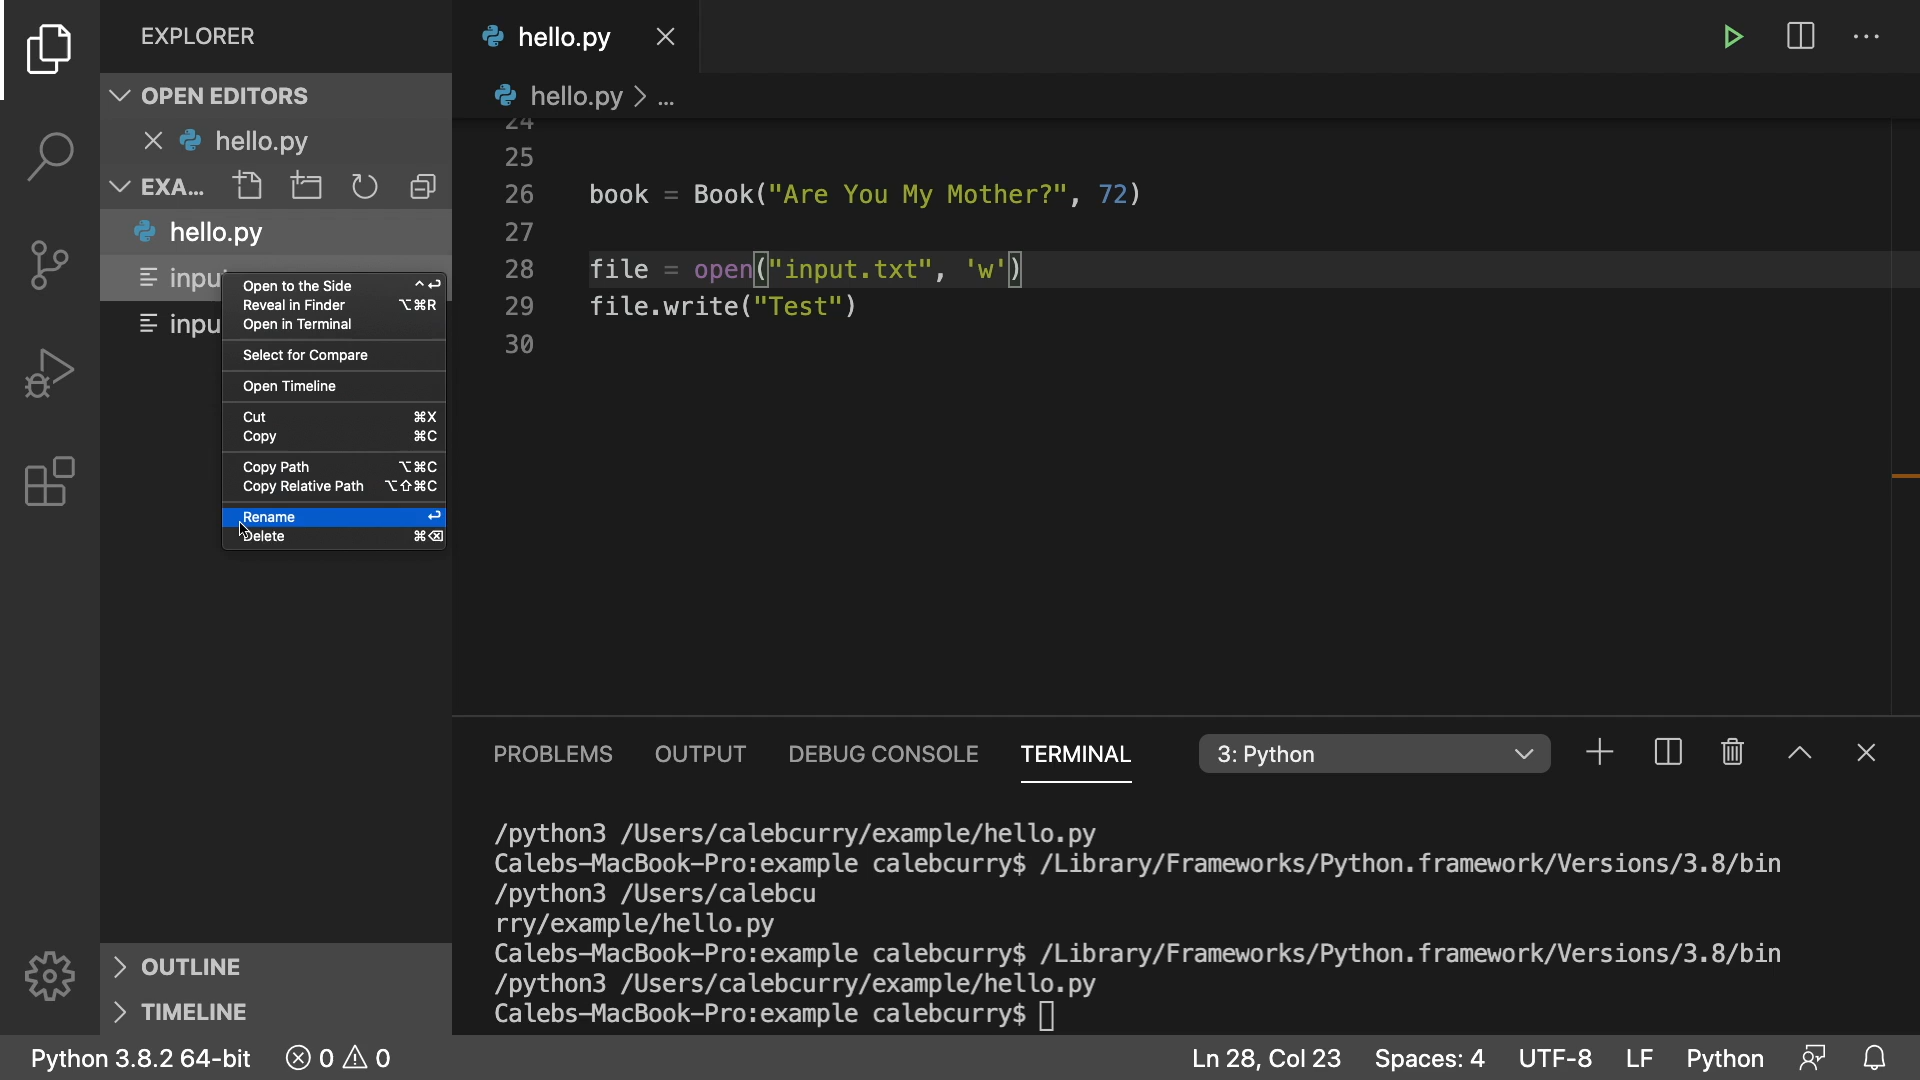 EXPLORER
OPEN EDITORS
hello.py
EXA...
hello.py
inpu
inpu
Open to the Side ^↩
Reveal in Finder ⌥⌘R
Open in Terminal
Select for Compare
Open Timeline
Cut ⌘X
Copy ⌘C
Copy Path ⌥⌘C
Copy Relative Path ⌥⇧⌘C
Rename ↩
Delete ⌘⌫
OUTLINE
TIMELINE
hello.py
hello.py > ...
24
25
26 book = Book("Are You My Mother?", 72)
27
28 file = open("input.txt", 'w')
29 file.write("Test")
30
PROBLEMS OUTPUT DEBUG CONSOLE TERMINAL 3: Python
/python3 /Users/calebcurry/example/hello.py
Calebs-MacBook-Pro:example calebcurry$ /Library/Frameworks/Python.framework/Versions/3.8/bin
/python3 /Users/calebcu
rry/example/hello.py
Calebs-MacBook-Pro:example calebcurry$ /Library/Frameworks/Python.framework/Versions/3.8/bin
/python3 /Users/calebcurry/example/hello.py
Calebs-MacBook-Pro:example calebcurry$
Python 3.8.2 64-bit 0 0 Ln 28, Col 23 Spaces: 4 UTF-8 LF Python